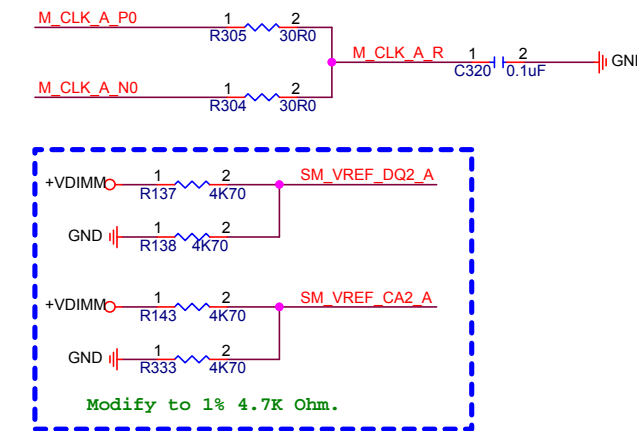 M_CLK_A_P0 1 2
R305 30R0
M_CLK_A_R 1 2
C320 0.1uF
GND
M_CLK_A_N0 1 2
R304 30R0
+VDIMM 1 2 SM_VREF_DQ2_A
R137 4K70
GND 1 2
R138 4K70
+VDIMM 1 2 SM_VREF_CA2_A
R143 4K70
GND 1 2
R333 4K70
Modify to 1% 4.7K Ohm.